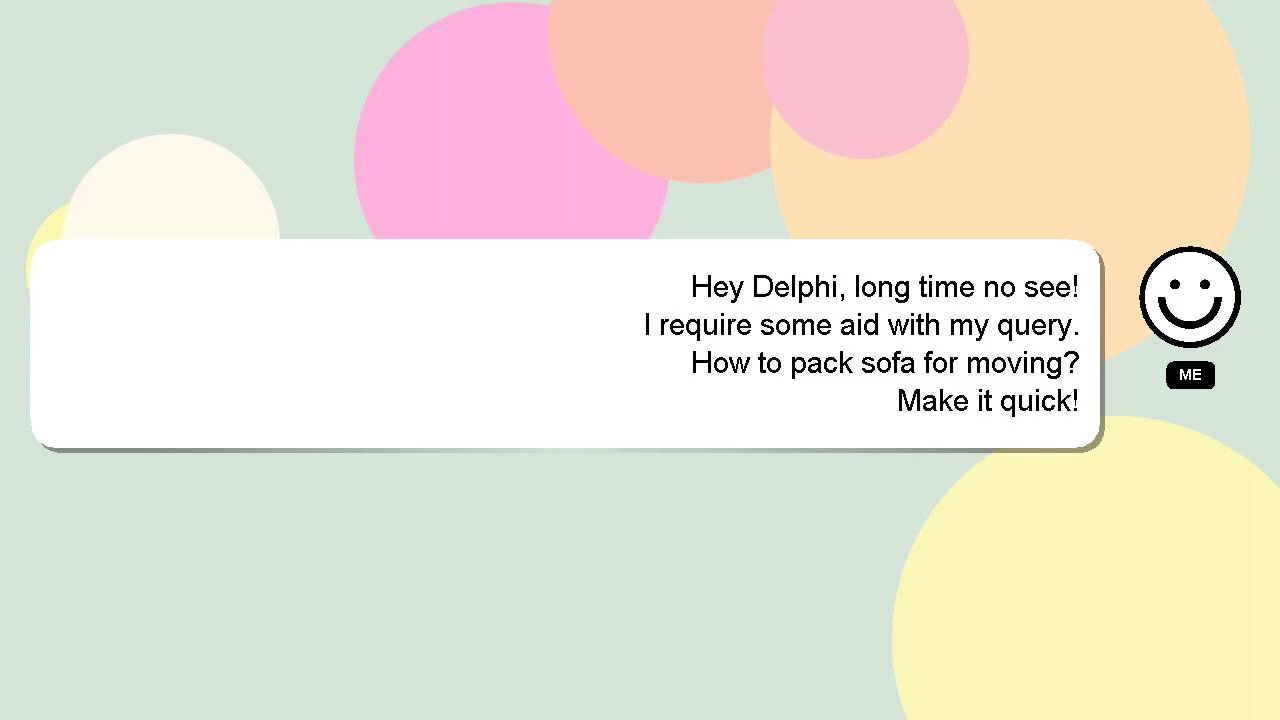 Hey Delphi, long time no see!
I require some aid with my query.
How to pack sofa for moving?
Make it quick!
ME